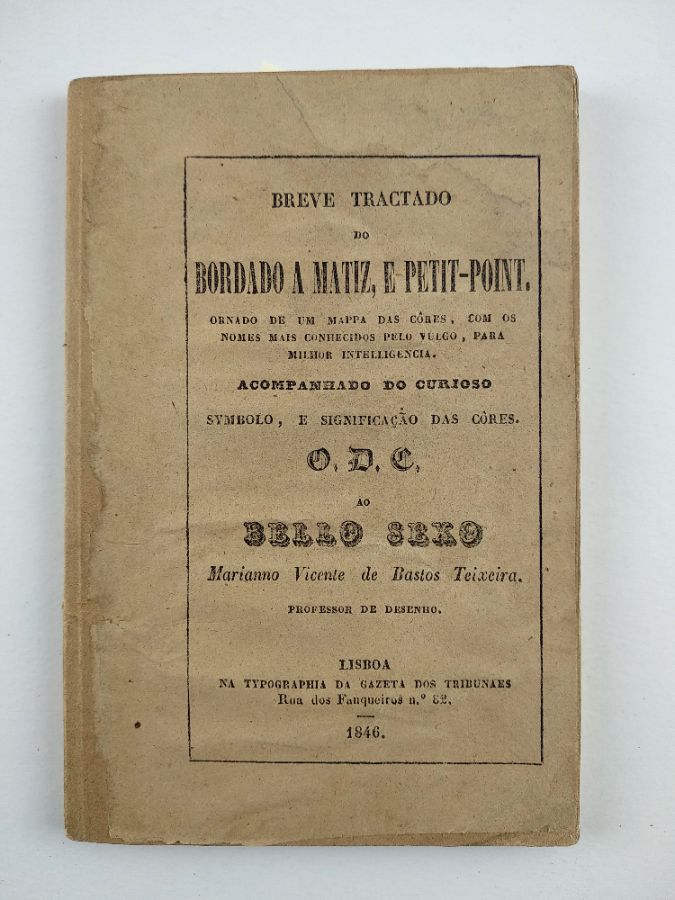 BREVE TRACTADO
DO
BORDADO A MATIZ, E PETIT-POINT.
ORNADO DE UM MAPPA DAS CÔRES, COM OS
NOMES MAIS CONHECIDOS PELO VULGO, PARA
MILHOR INTELLIGENCIA.
ACOMPANHADO DO CURIOSO
SYMBOLO, E SIGNIFICAÇÃO DAS CÔRES.
O. D. C.
AO
BELLO SEXO
Marianno Vicente de Bastos Teixeira.
PROFESSOR DE DESENHO.
LISBOA
NA TYPOGRAPHIA DA GAZETA DOS TRIBUNAES
Rua dos Fanqueiros n.º 82.
1846.